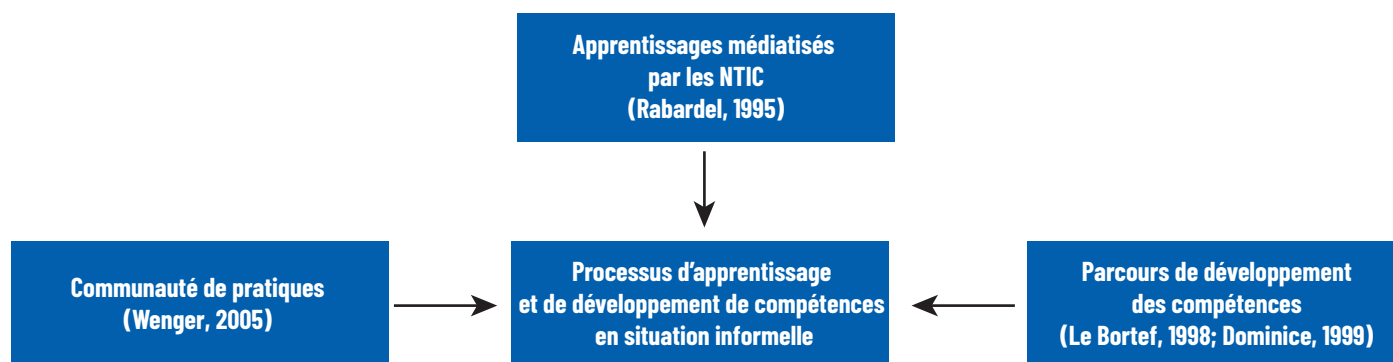 Apprentissages médiatisés
par les NTIC
(Rabardel, 1995)
Communauté de pratiques
(Wenger, 2005)
Processus d’apprentissage
et de développement de compétences
en situation informelle
Parcours de développement
des compétences
(Le Bortef, 1998; Dominice, 1999)